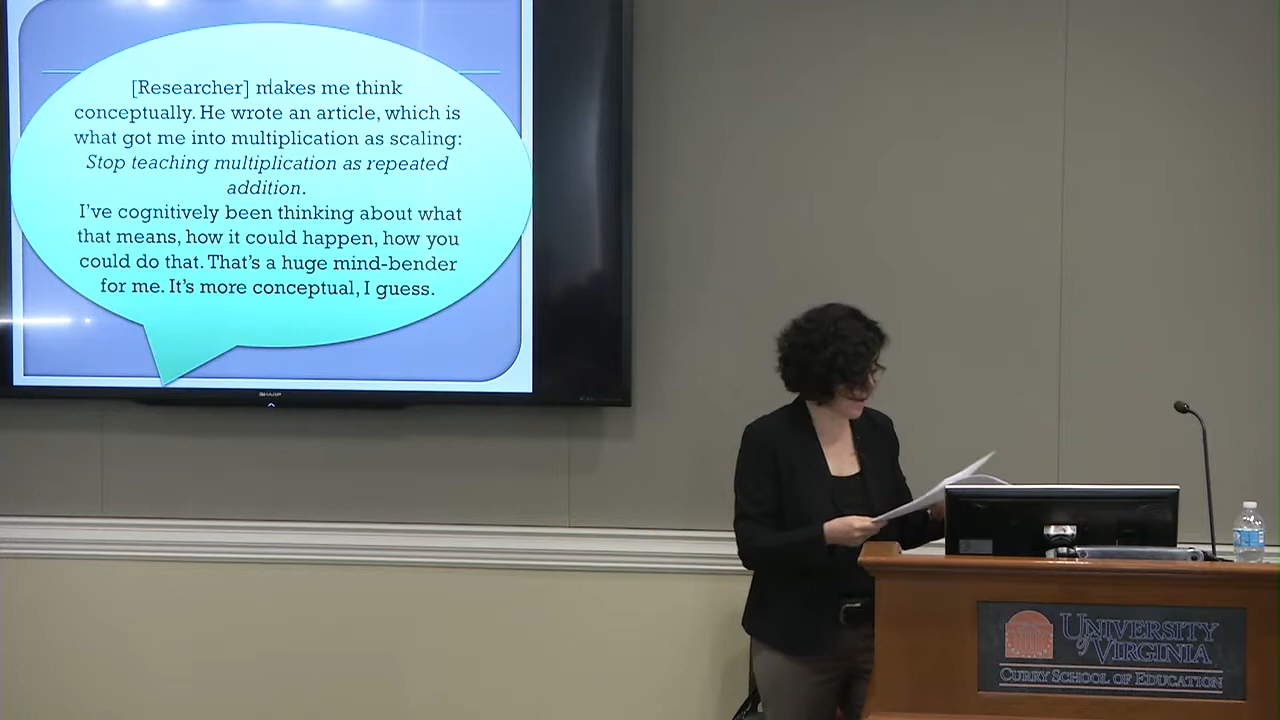 [Researcher] makes me think
conceptually. He wrote an article, which is
what got me into multiplication as scaling:
Stop teaching multiplication as repeated
addition.
I've cognitively been thinking about what
that means, how it could happen, how you
could do that. That's a huge mind-bender
for me. It's more conceptual, I guess.
SHARP
UNIVERSITY
of VIRGINIA
CURRY SCHOOL OF EDUCATION